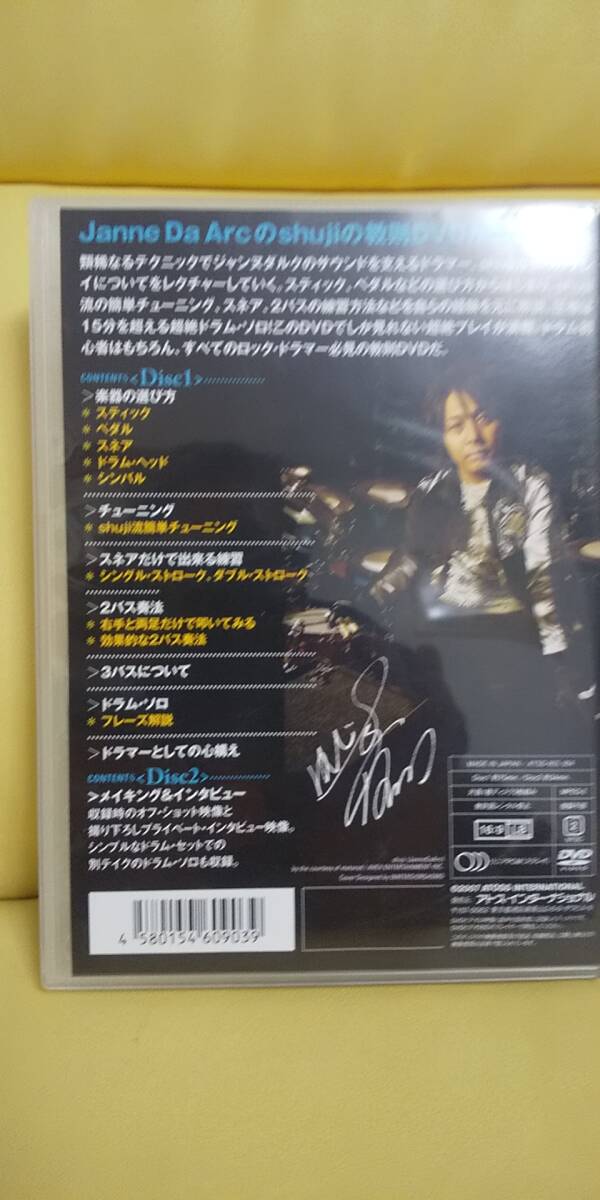 Janne Da Arcのshujiの教則DVD
類稀なるテクニックでジャンヌダルクのサウンドを支えるドラマー、
イについてをレクチャーしていく。スティック、ペダルなどの選び方から
流の簡単チューニング、スネア、2バスの練習方法などを
15分を超える超絶ドラム・ソロ!このDVDでしか見れない
心者はもちろん、すべてのロック・ドラマー必見の教則DVDだ。
CONTENTS <Disc1>
>楽器の選び方
* スティック
* ペダル
* スネア
* ドラム・ヘッド
* シンバル
>チューニング
* shuji流簡単チューニング
>スネアだけで出来る練習
* シングル・ストローク、ダブル・ストローク
>2バス奏法
* 右手と両足だけで叩いてみる
* 効果的な2バス奏法
>3バスについて
>ドラム・ソロ
* フレーズ解説
>ドラマーとしての心構え
CONTENTS <Disc2>
>メイキング&インタビュー
収録時のオフ・ショット映像と
撮り下ろしプライベート・インタビュー映像。
シンプルなドラム・セットでの
別テイクのドラム・ソロも収録。
4 580154 609039
DVD
©2007 ATOSS INTERNATIONAL
アトス・インターナショナル